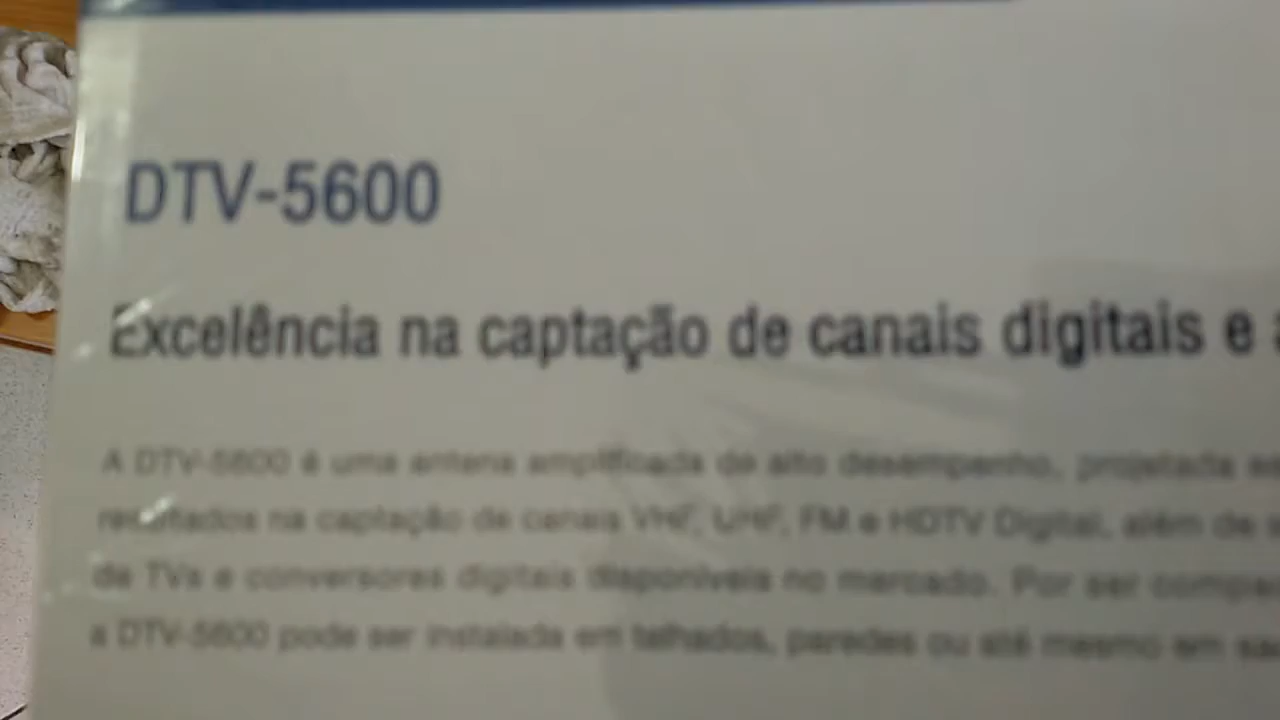 DTV-5600
Excelência na captação de canais digitais e
A DTV-5600 é uma antena amplificada de alto desempenho, projetada
resultados na captação de canais VHF, UHF, FM e HDTV Digital, além de
de TVs e conversores digitais disponíveis no mercado. Por ser
a DTV-5600 pode ser instalada em telhados, paredes ou até mesmo em